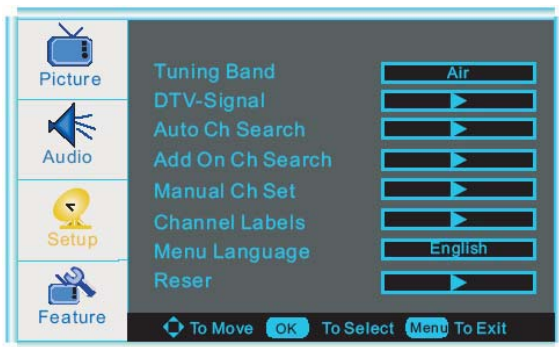 Picture
Audio
Setup
Feature
Tuning Band Air
DTV-Signal
Auto Ch Search
Add On Ch Search
Manual Ch Set
Channel Labels
Menu Language English
Reser
To Move OK To Select Menu To Exit